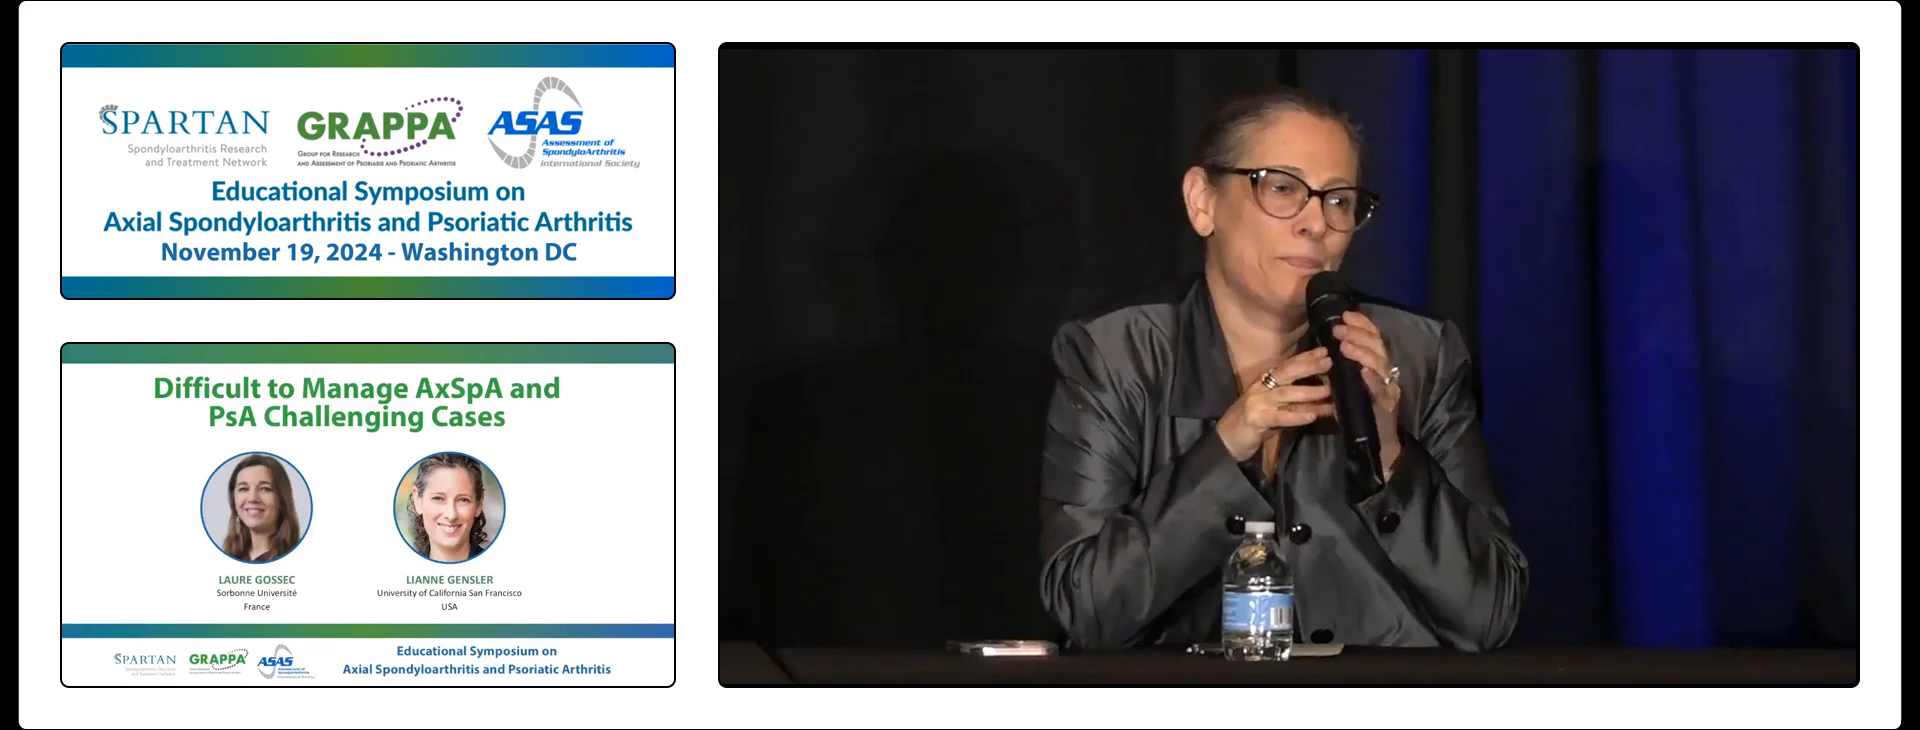 SPARTAN
Spondyloarthritis Research
and Treatment Network
GRAPPA
GROUP FOR RESEARCH
AND ASSESSMENT OF PSORIASIS AND PSORIATIC ARTHRITIS
ASAS
Assessment of
SpondyloArthritis
international Society
Educational Symposium on
Axial Spondyloarthritis and Psoriatic Arthritis
November 19, 2024 - Washington DC
Difficult to Manage AxSpA and
PsA Challenging Cases
LAURE GOSSEC
Sorbonne Université
France
LIANNE GENSLER
University of California San Francisco
USA
SPARTAN
GRAPPA
ASAS
Educational Symposium on
Axial Spondyloarthritis and Psoriatic Arthritis